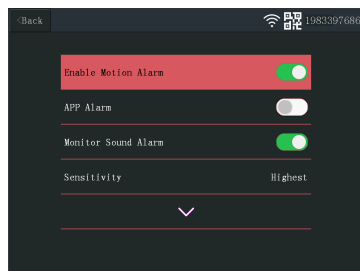 <Back 1983397686
Enable Motion Alarm
APP Alarm
Monitor Sound Alarm
Sensitivity Highest